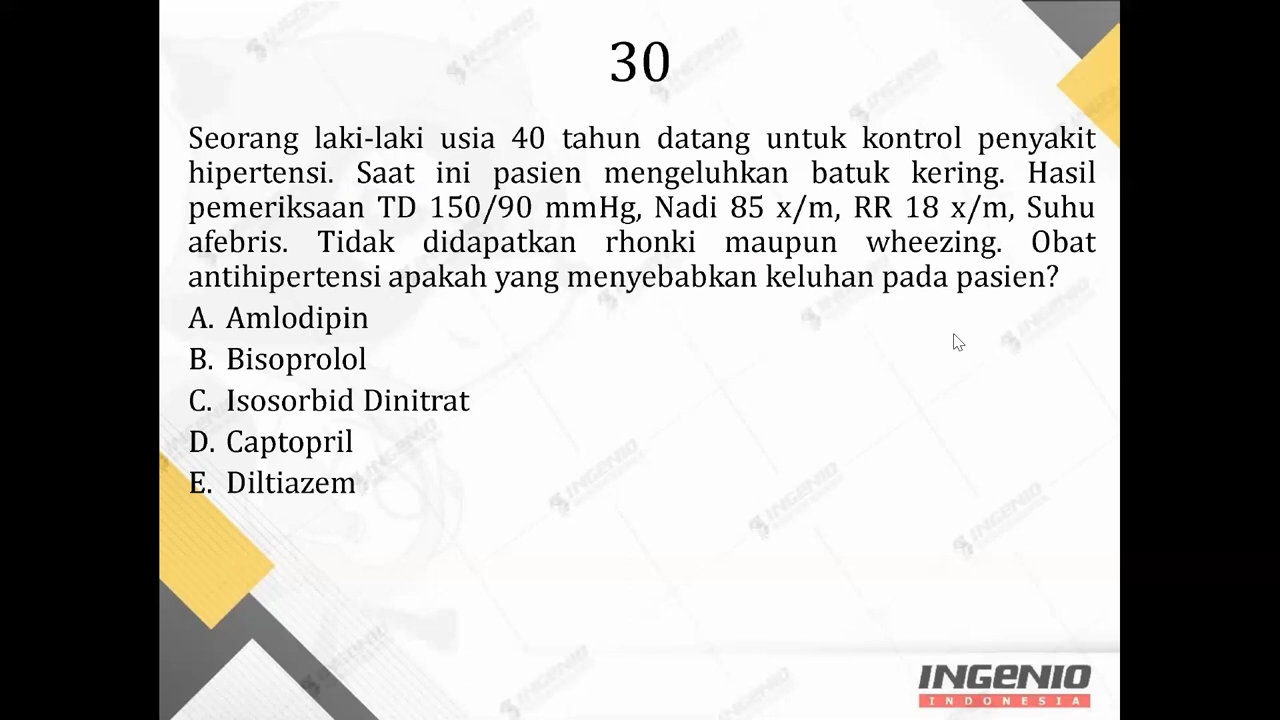 30
Seorang laki-laki usia 40 tahun datang untuk kontrol penyakit
hipertensi. Saat ini pasien mengeluhkan batuk kering. Hasil
pemeriksaan TD 150/90 mmHg, Nadi 85 x/m, RR 18 x/m, Suhu
afebris. Tidak didapatkan rhonki maupun wheezing. Obat
antihipertensi apakah yang menyebabkan keluhan pada pasien?
A. Amlodipin
B. Bisoprolol
C. Isosorbid Dinitrat
D. Captopril
E. Diltiazem
INGENIO
INDONESIA